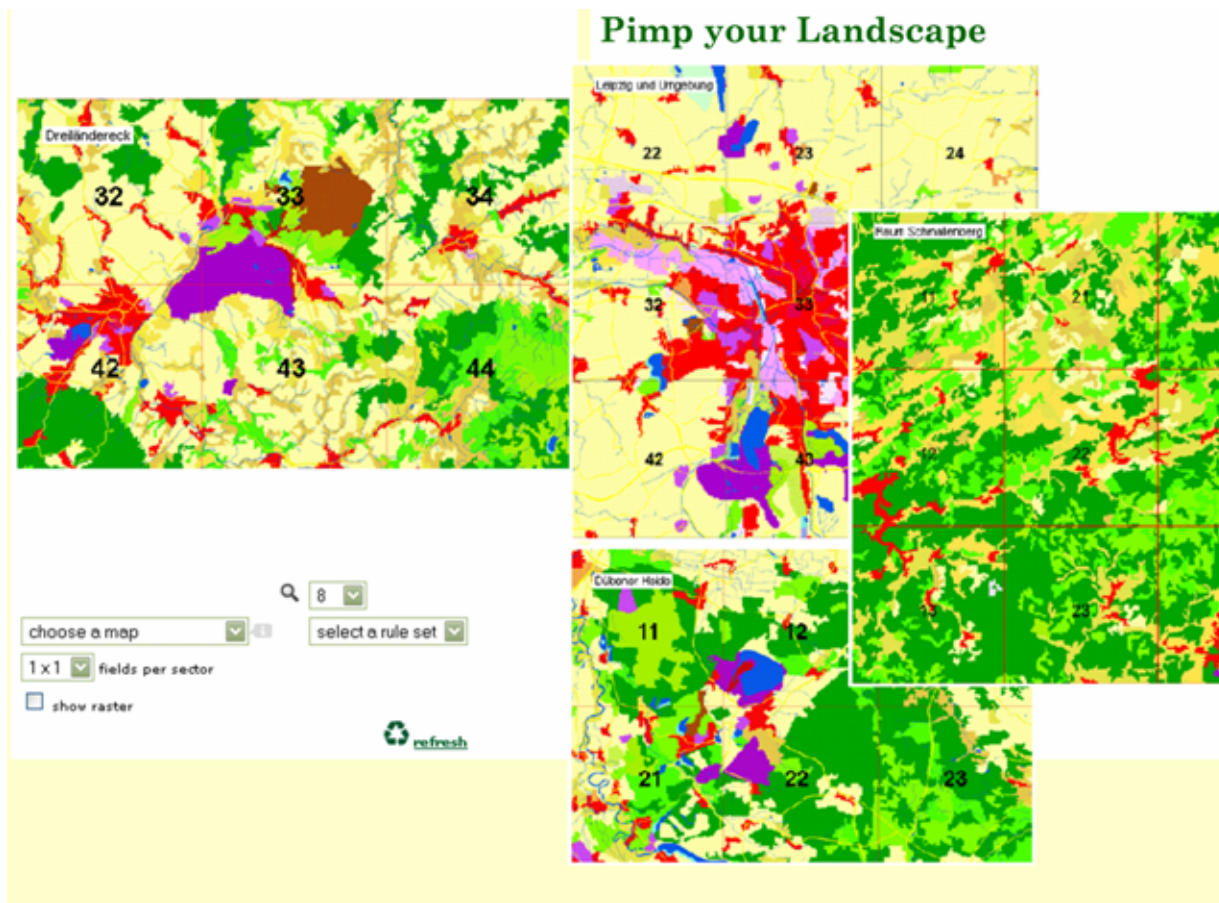 Pimp your Landscape
Dreiländereck
32
33
34
42
43
44
Leipzig und Umgebung
22
23
24
32
33
42
43
Raum Schmallenberg
11
21
12
22
13
23
Dübener Heide
11
12
21
22
23
8
choose a map
select a rule set
1 x 1 fields per sector
show raster
refresh